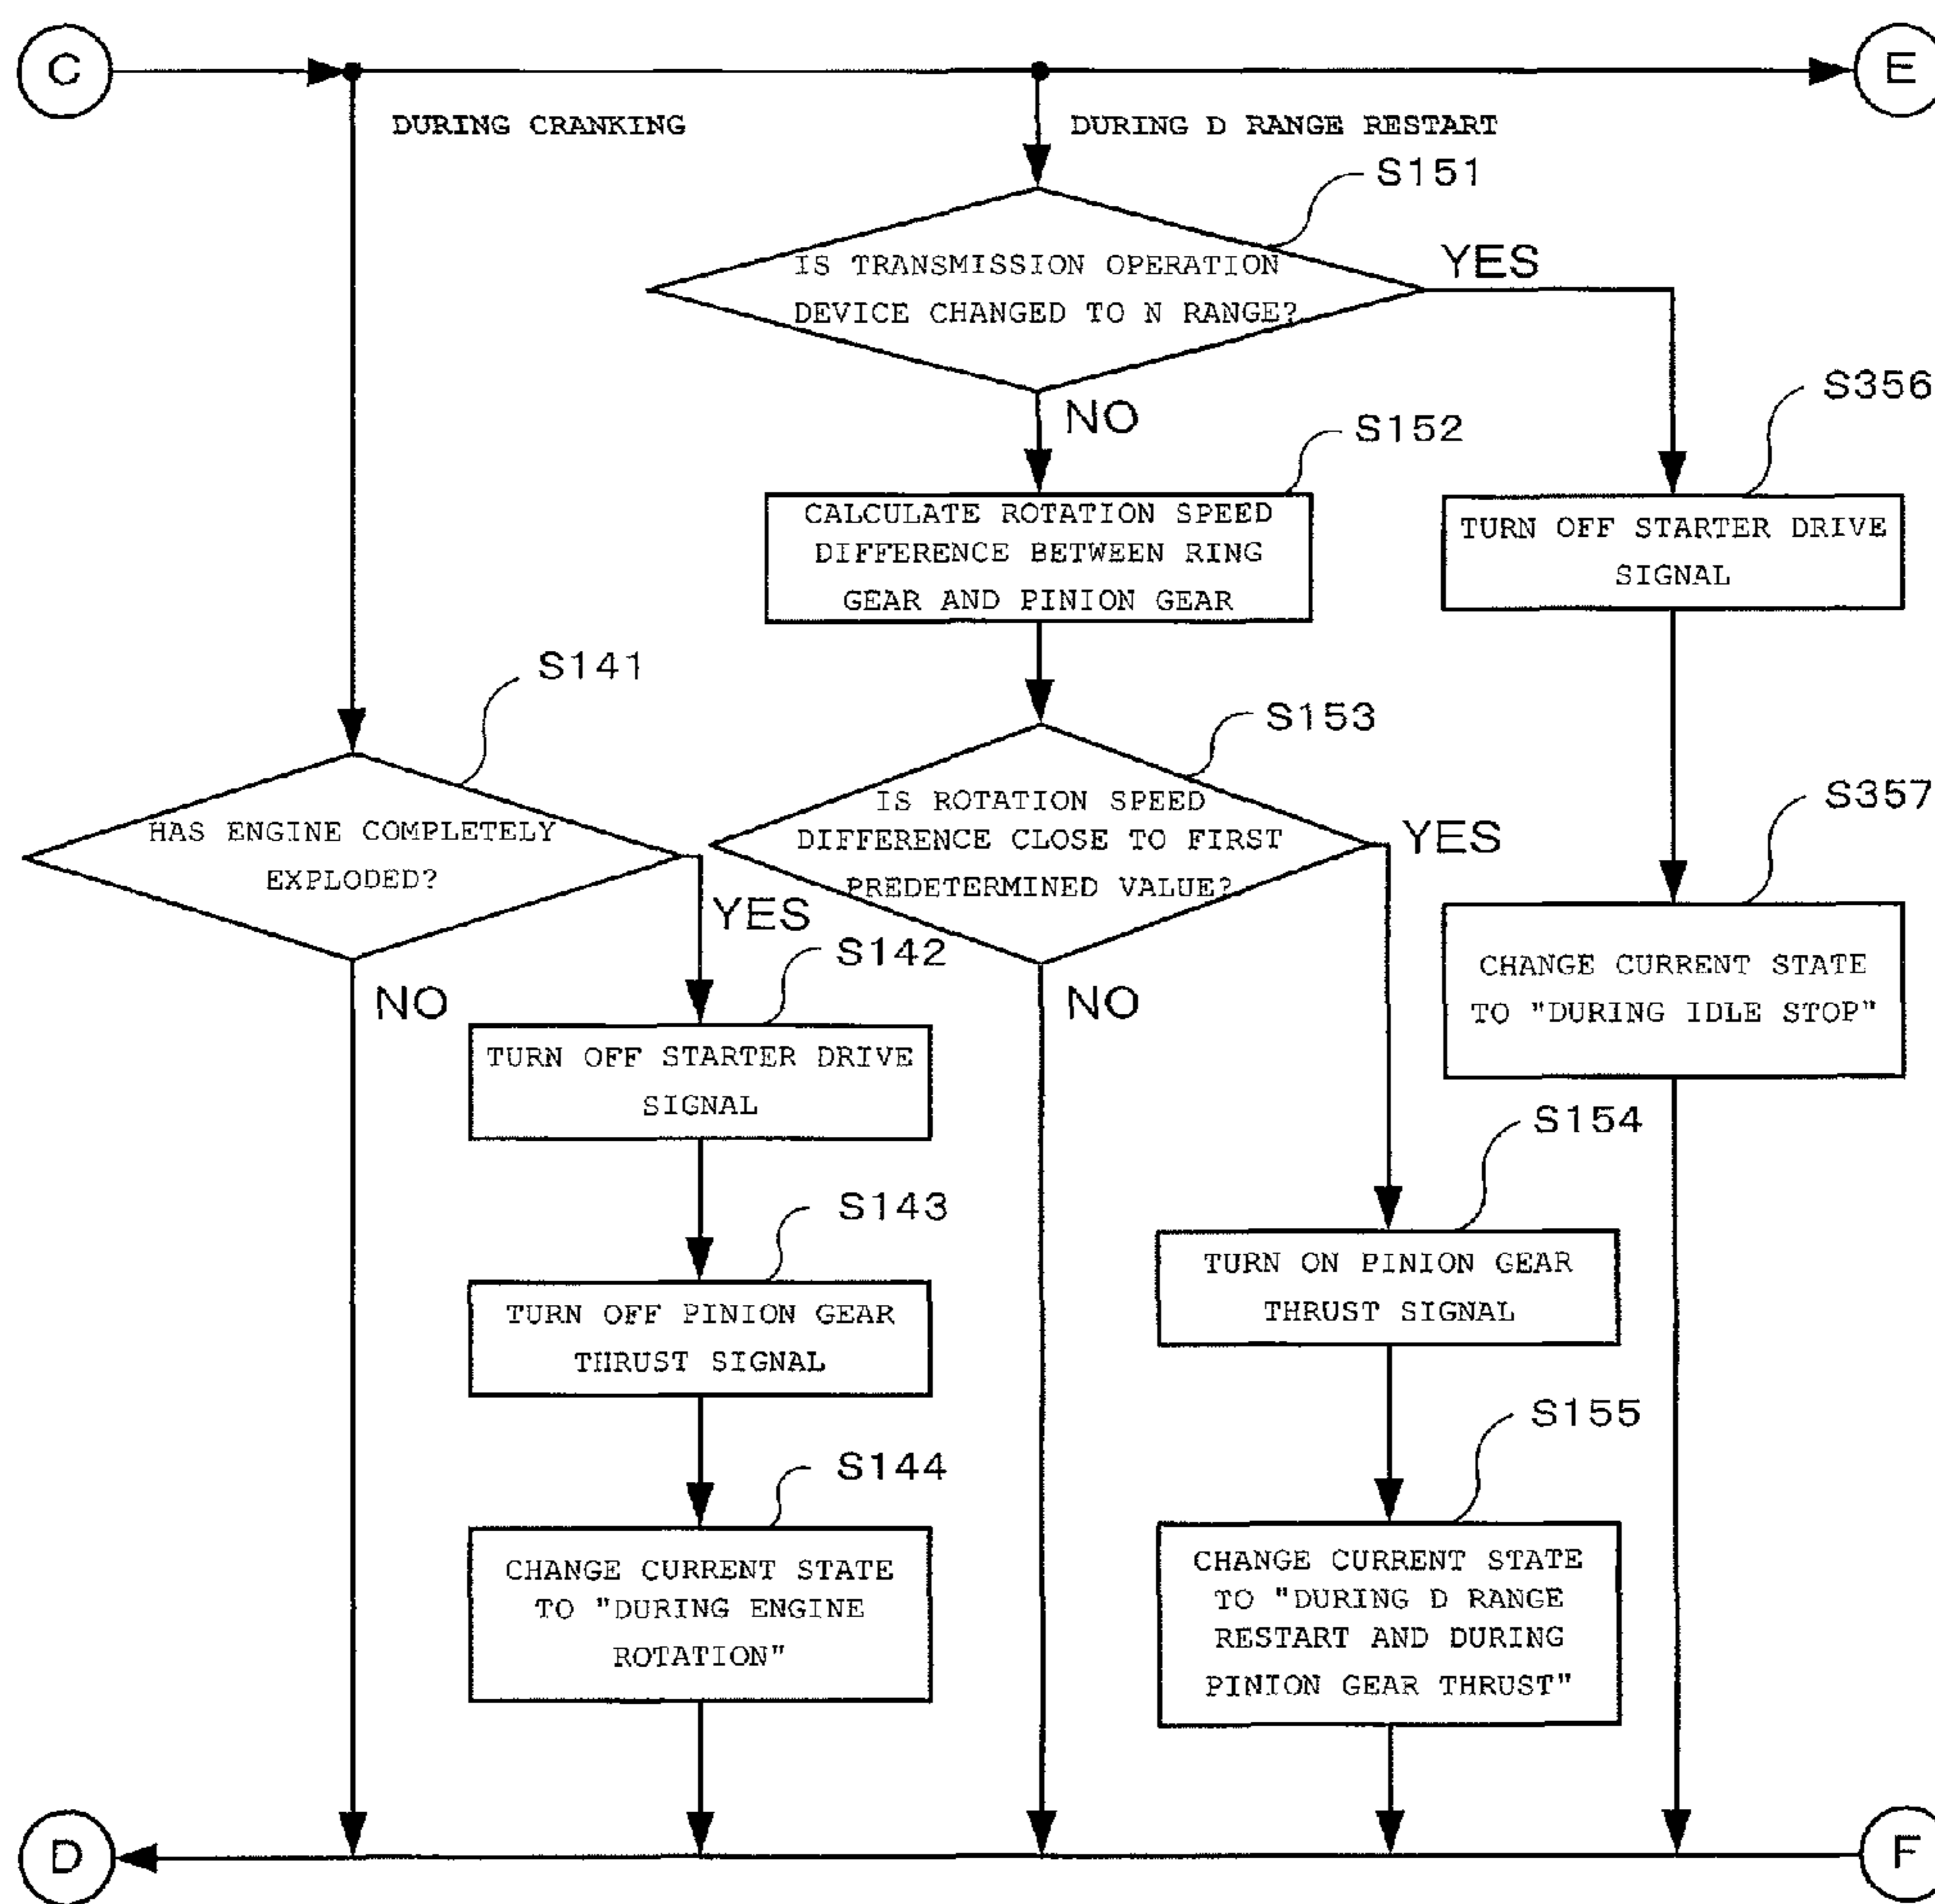 C
E
DURING CRANKING
DURING D RANGE RESTART
S151
IS TRANSMISSION OPERATION
DEVICE CHANGED TO N RANGE?
YES
NO
S356
TURN OFF STARTER DRIVE
SIGNAL
S152
CALCULATE ROTATION SPEED
DIFFERENCE BETWEEN RING
GEAR AND PINION GEAR
S141
HAS ENGINE COMPLETELY
EXPLODED?
YES
NO
S153
IS ROTATION SPEED
DIFFERENCE CLOSE TO FIRST
PREDETERMINED VALUE?
YES
NO
S357
CHANGE CURRENT STATE
TO "DURING IDLE STOP"
S142
TURN OFF STARTER DRIVE
SIGNAL
S154
TURN ON PINION GEAR
THRUST SIGNAL
S143
TURN OFF PINION GEAR
THRUST SIGNAL
S155
CHANGE CURRENT STATE
TO "DURING D RANGE
RESTART AND DURING
PINION GEAR THRUST"
S144
CHANGE CURRENT STATE
TO "DURING ENGINE
ROTATION"
D
F